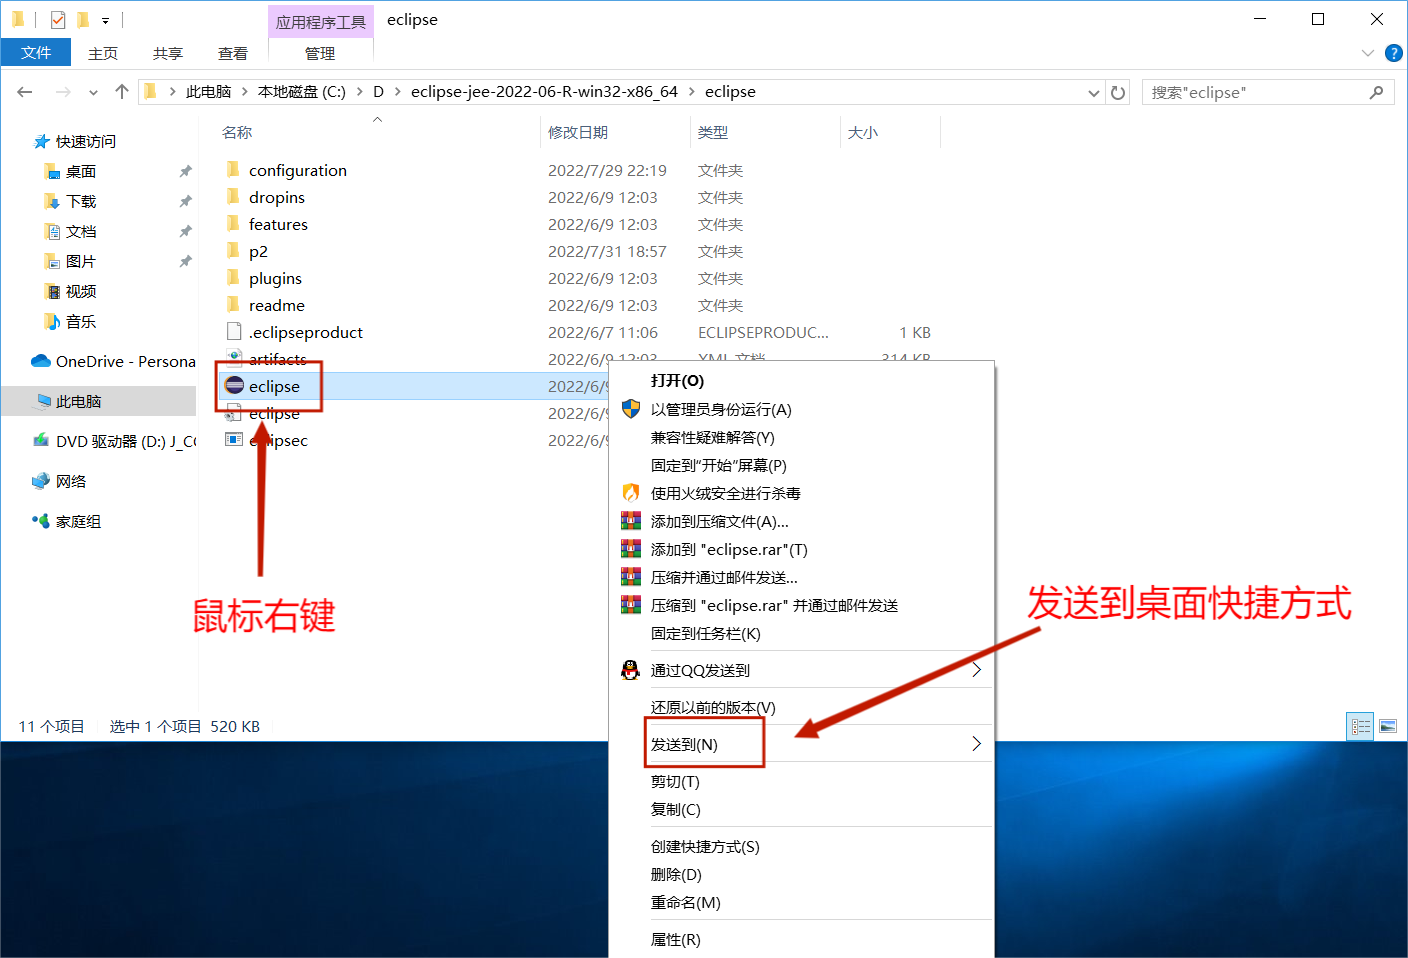 应用程序工具
eclipse
文件
主页
共享
查看
管理
此电脑
本地磁盘 (C:)
D
eclipse-jee-2022-06-R-win32-x86_64
eclipse
搜索"eclipse"
名称
修改日期
类型
大小
快速访问
桌面
下载
文档
图片
视频
音乐
OneDrive - Persona
此电脑
DVD 驱动器 (D:) J_CC
网络
家庭组
configuration 2022/7/29 22:19 文件夹
dropins 2022/6/9 12:03 文件夹
features 2022/6/9 12:03 文件夹
p2 2022/7/31 18:57 文件夹
plugins 2022/6/9 12:03 文件夹
readme 2022/6/9 12:03 文件夹
.eclipseproduct 2022/6/7 11:06 ECLIPSEPRODUC... 1 KB
artifacts 2022/6/9 12:03 XML 文档 314 KB
eclipse 2022/6/9
eclipse 2022/6/9
eclipsec 2022/6/9
打开(O)
以管理员身份运行(A)
兼容性疑难解答(Y)
固定到"开始"屏幕(P)
使用火绒安全进行杀毒
添加到压缩文件(A)...
添加到 "eclipse.rar"(T)
压缩并通过邮件发送...
压缩到 "eclipse.rar" 并通过邮件发送
固定到任务栏(K)
通过QQ发送到
还原以前的版本(V)
发送到(N)
剪切(T)
复制(C)
创建快捷方式(S)
删除(D)
重命名(M)
属性(R)
鼠标右键
发送到桌面快捷方式
11 个项目
选中 1 个项目 520 KB